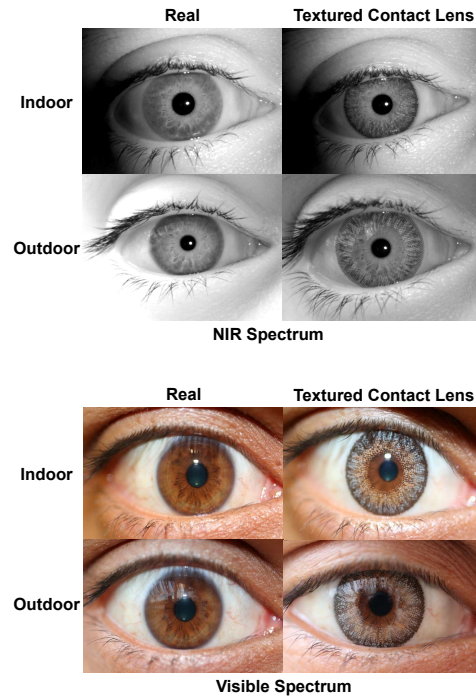 Real Textured Contact Lens
Indoor
Outdoor
NIR Spectrum
Real Textured Contact Lens
Indoor
Outdoor
Visible Spectrum